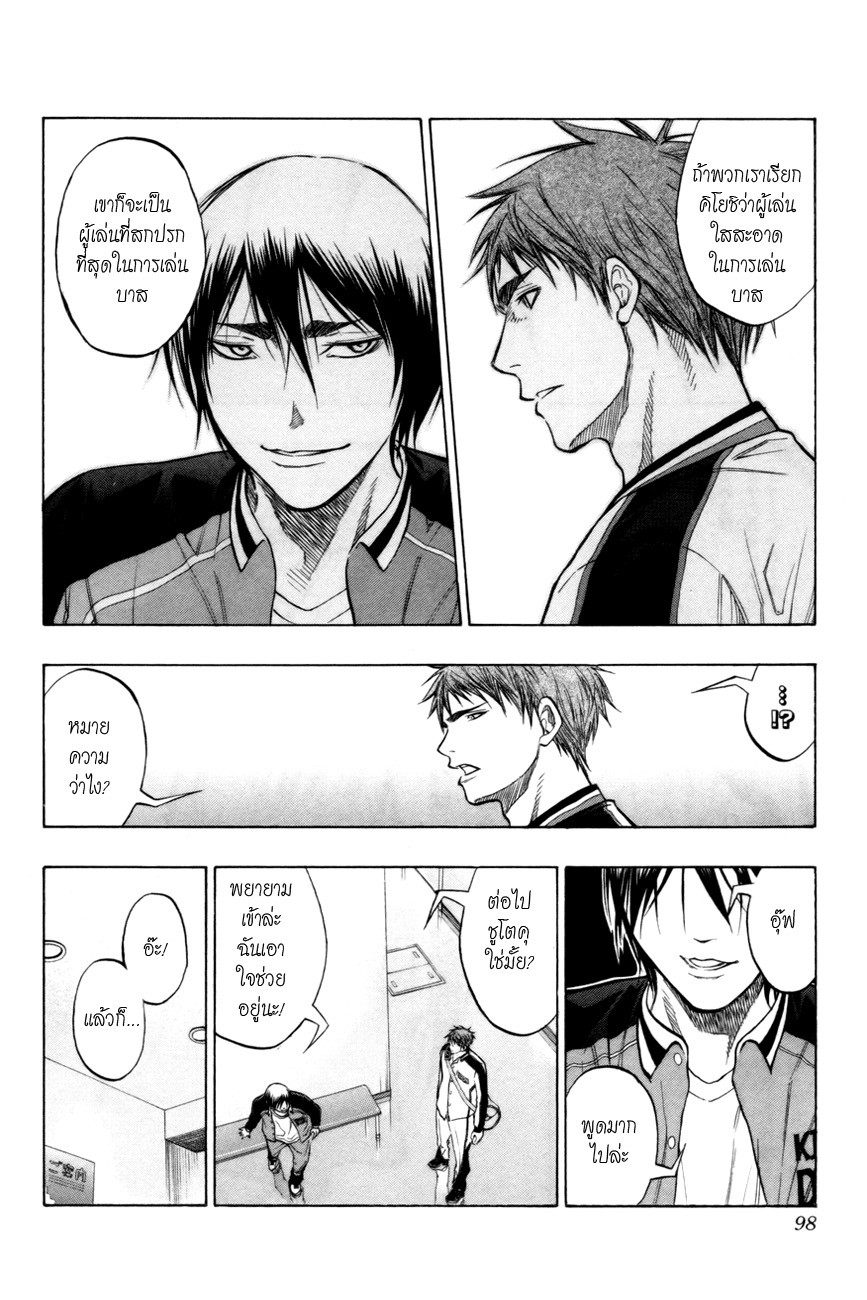 ถ้าพวกเราเรียก
คิโยชิว่าผู้เล่น
ใสสะอาด
ในการเล่น
บาส
เขาก็จะเป็น
ผู้เล่นที่สกปรก
ที่สุดในการเล่น
บาส
...
!?
หมาย
ความ
ว่าไง?
อุ๊ฟ
พูดมาก
ไปล่ะ
KI
D
ต่อไป
ชูโตคุ
ใช่มั้ย?
พยายาม
เข้าล่ะ
ฉันเอา
ใจช่วย
อยู่นะ!
อ๊ะ!
แล้วก็...
ご案内
98